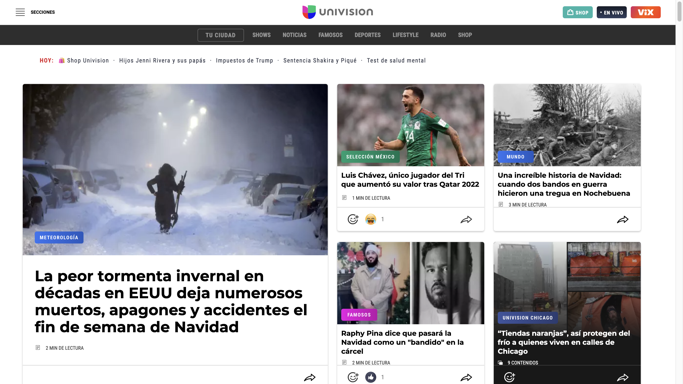 SECCIONES
UNIVISION
SHOP
• EN VIVO
VIX
TU CIUDAD
SHOWS
NOTICIAS
FAMOSOS
DEPORTES
LIFESTYLE
RADIO
SHOP
HOY:
Shop Univision
Hijos Jenni Rivera y sus papás
Impuestos de Trump
Sentencia Shakira y Piqué
Test de salud mental
METEOROLOGÍA
La peor tormenta invernal en
décadas en EEUU deja numerosos
muertos, apagones y accidentes el
fin de semana de Navidad
2 MIN DE LECTURA
24
SELECCIÓN MÉXICO
Luis Chávez, único jugador del Tri
que aumentó su valor tras Qatar 2022
1 MIN DE LECTURA
1
MUNDO
Una increíble historia de Navidad:
cuando dos bandos en guerra
hicieron una tregua en Nochebuena
3 MIN DE LECTURA
FAMOSOS
Raphy Pina dice que pasará la
Navidad como un "bandido" en la
cárcel
2 MIN DE LECTURA
1
UNIVISION CHICAGO
“Tiendas naranjas”, así protegen del
frío a quienes viven en calles de
Chicago
9 CONTENIDOS